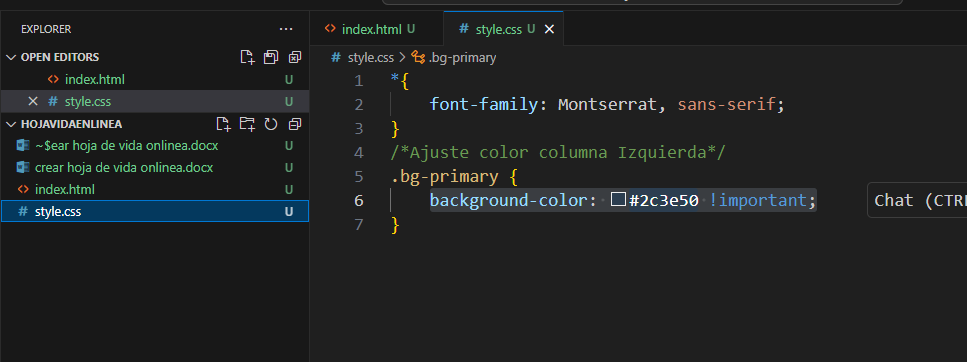 EXPLORER ...
OPEN EDITORS
index.html U
style.css U
HOJAVIDAENLINEA
~$ear hoja de vida onlinea.docx U
crear hoja de vida onlinea.docx U
index.html U
style.css U
index.html U
style.css U
# style.css > .bg-primary
1 *{
2 font-family: Montserrat, sans-serif;
3 }
4 /*Ajuste color columna Izquierda*/
5 .bg-primary {
6 background-color: #2c3e50 !important;
7 }
Chat (CTRL